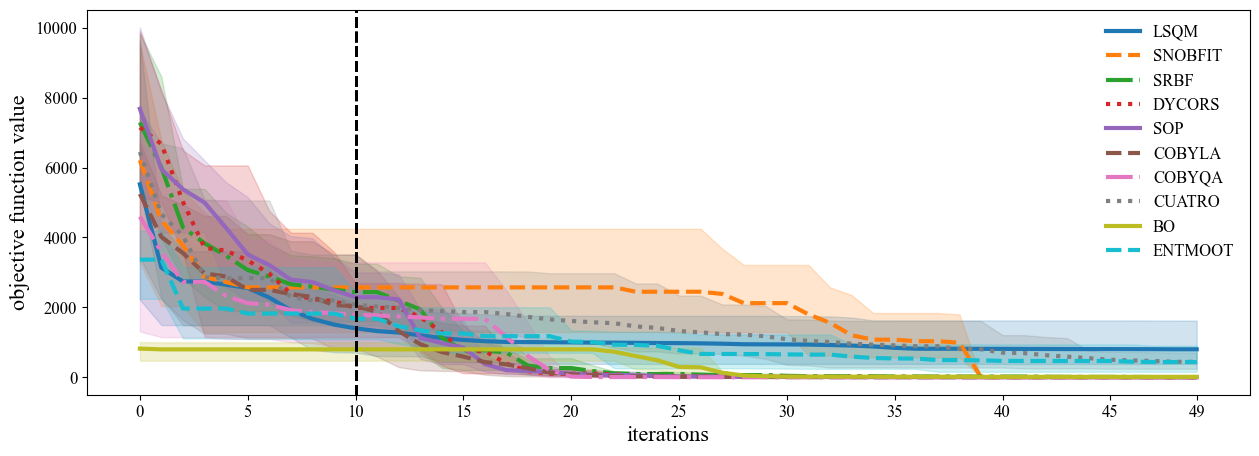 10000
8000
6000
4000
2000
0
objective function value
0 5 10 15 20 25 30 35 40 45 49
iterations
LSQM
SNOBFIT
SRBF
DYCORS
SOP
COBYLA
COBYQA
CUATRO
BO
ENTMOOT